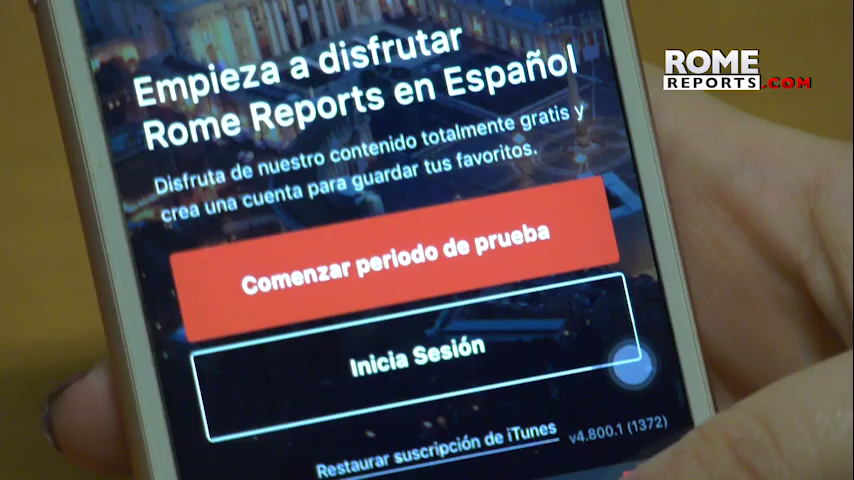 ROME
REPORTS.COM
Empieza a disfrutar
Rome Reports en Español
Disfruta de nuestro contenido totalmente gratis y
crea una cuenta para guardar tus favoritos.
Comenzar periodo de prueba
Inicia Sesión
Restaurar suscripción de iTunes
v4.800.1 (1372)